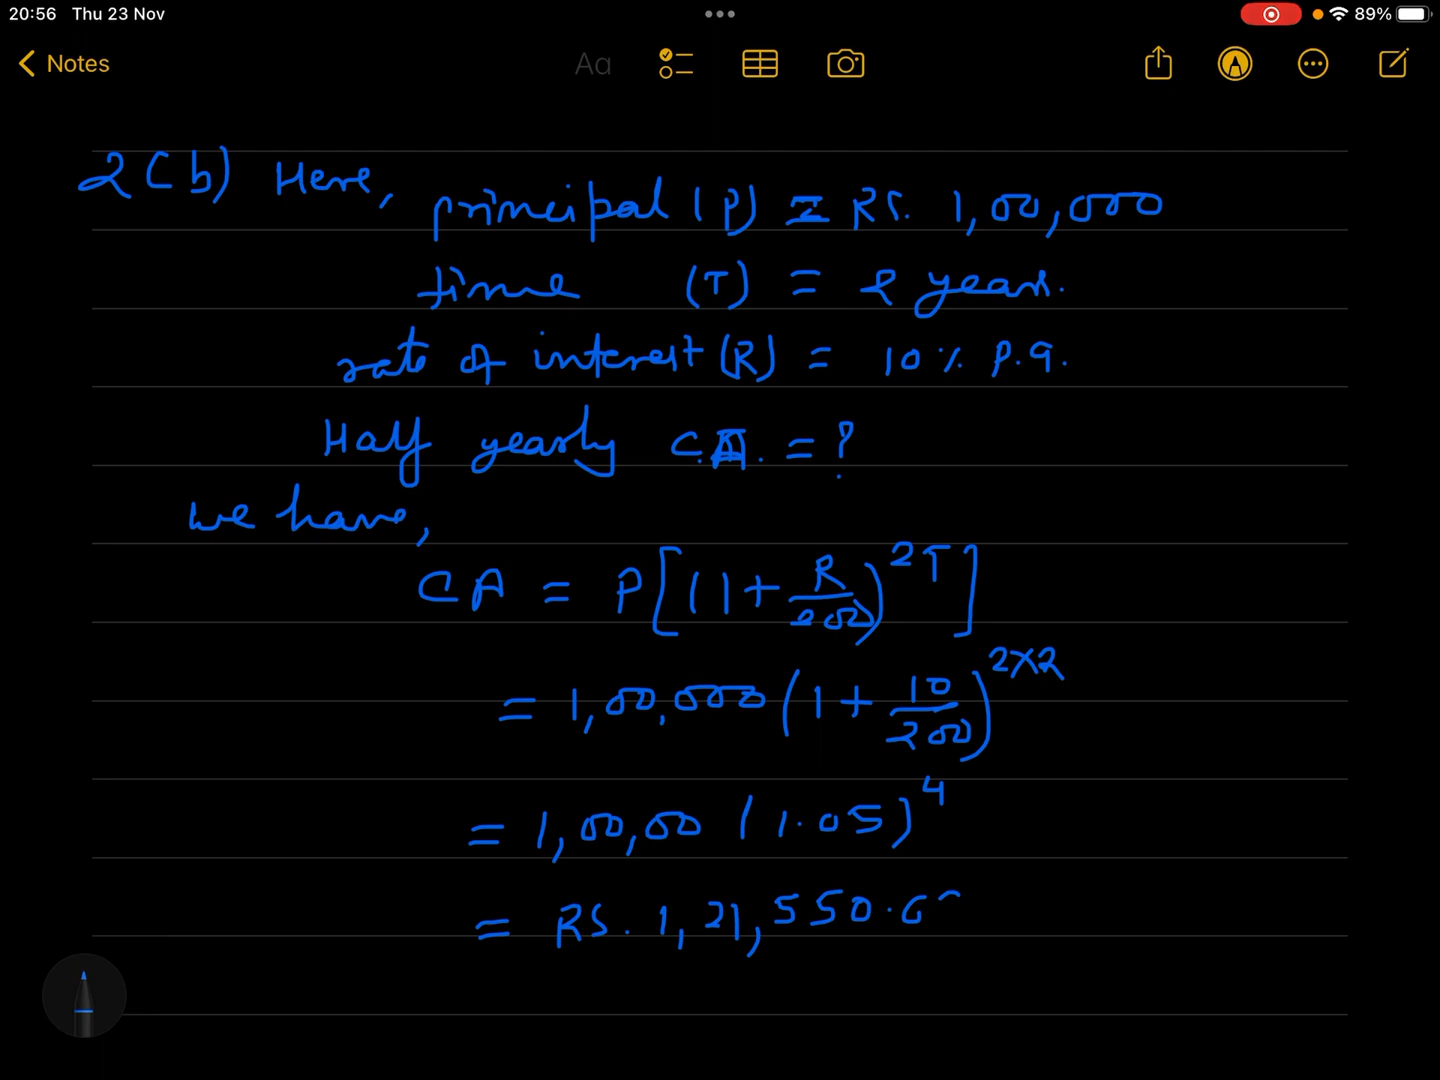 20:56 Thu 23 Nov 89%
Notes Aa
2(b) Here,
principal (P) = RS. 1,00,000
time (T) = 2 years.
rate of interest (R) = 10% P.a.
Half yearly C.A. = ?
we have,
CA = P[(1+R/200)^2T]
= 1,00,000 (1+10/200)^2×2
= 1,00,00 (1.05)^4
= RS. 1,21,550.6